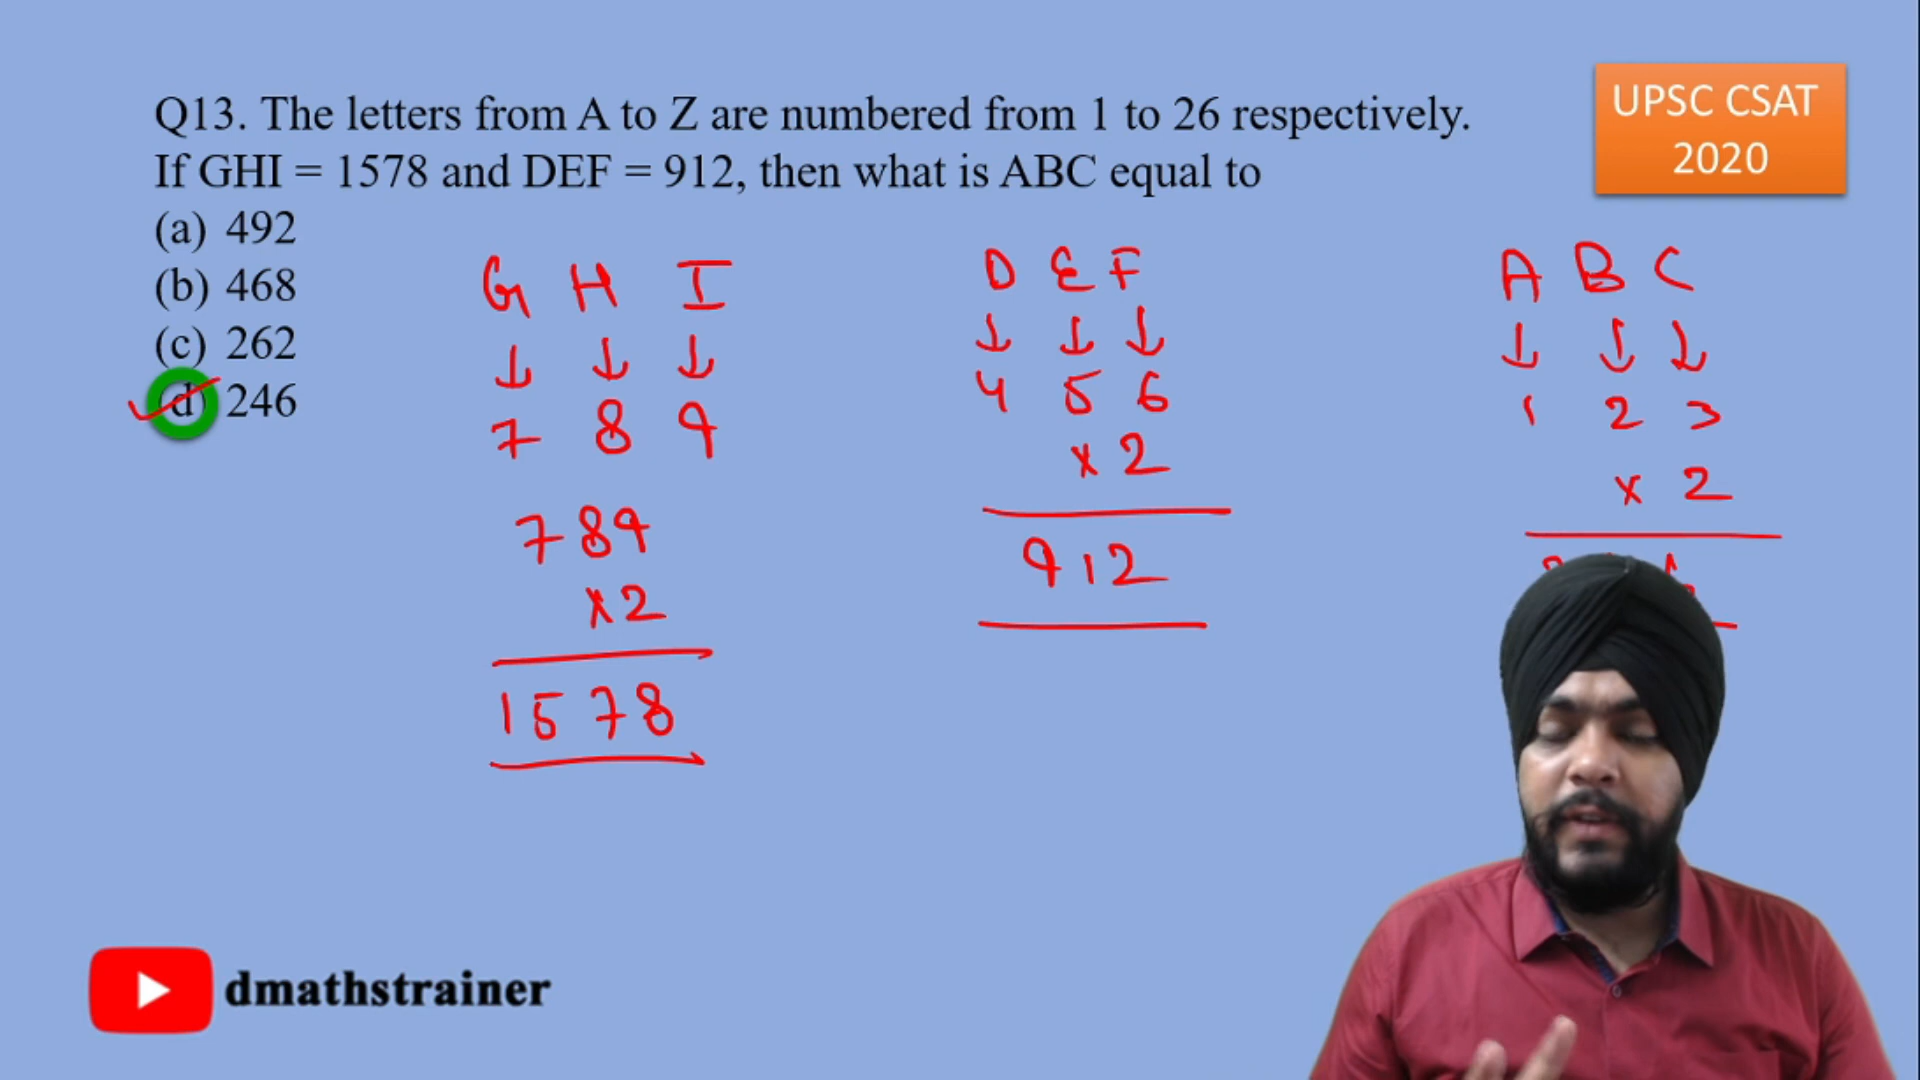 Q13. The letters from A to Z are numbered from 1 to 26 respectively.
If GHI = 1578 and DEF = 912, then what is ABC equal to
(a) 492
(b) 468
(c) 262
(d) 246
UPSC CSAT
2020
G H I
↓ ↓ ↓
7 8 9
789
×2
1578
D E F
↓ ↓ ↓
4 5 6
× 2
912
A B C
↓ ↓ ↓
1 2 3
× 2
dmathstrainer